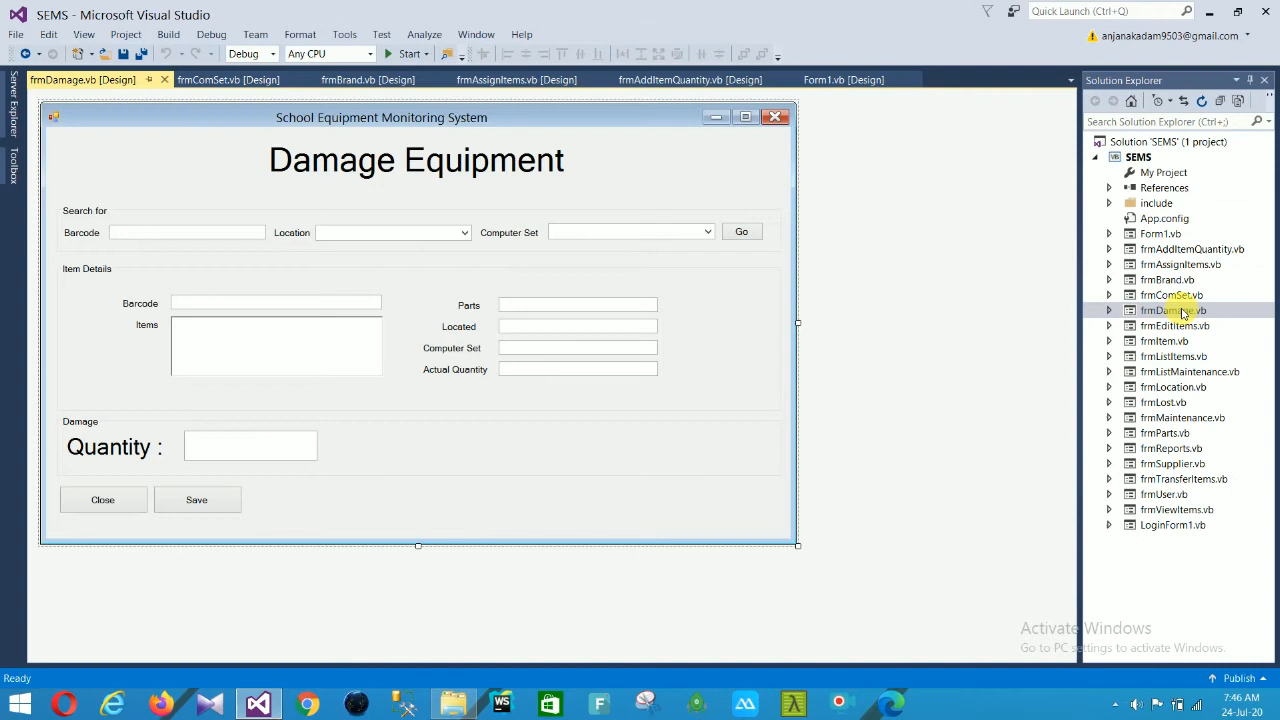 SEMS - Microsoft Visual Studio
Quick Launch (Ctrl+Q)
File Edit View Project Build Debug Team Format Tools Test Analyze Window Help
anjanakadam9503@gmail.com
Debug Any CPU Start
frmDamage.vb [Design] frmComSet.vb [Design] frmBrand.vb [Design] frmAssignItems.vb [Design] frmAddItemQuantity.vb [Design] Form1.vb [Design]
Server Explorer
Toolbox
School Equipment Monitoring System
Damage Equipment
Search for
Barcode Location Computer Set Go
Item Details
Barcode Parts
Items Located
Computer Set
Actual Quantity
Damage
Quantity :
Close Save
Solution Explorer
Search Solution Explorer (Ctrl+;)
Solution 'SEMS' (1 project)
SEMS
My Project
References
include
App.config
Form1.vb
frmAddItemQuantity.vb
frmAssignItems.vb
frmBrand.vb
frmComSet.vb
frmDamage.vb
frmEditItems.vb
frmItem.vb
frmListItems.vb
frmListMaintenance.vb
frmLocation.vb
frmLost.vb
frmMaintenance.vb
frmParts.vb
frmReports.vb
frmSupplier.vb
frmTransferItems.vb
frmUser.vb
frmViewItems.vb
LoginForm1.vb
Activate Windows
Go to PC settings to activate Windows.
Ready Publish
WS F λ
7:46 AM
24-Jul-20